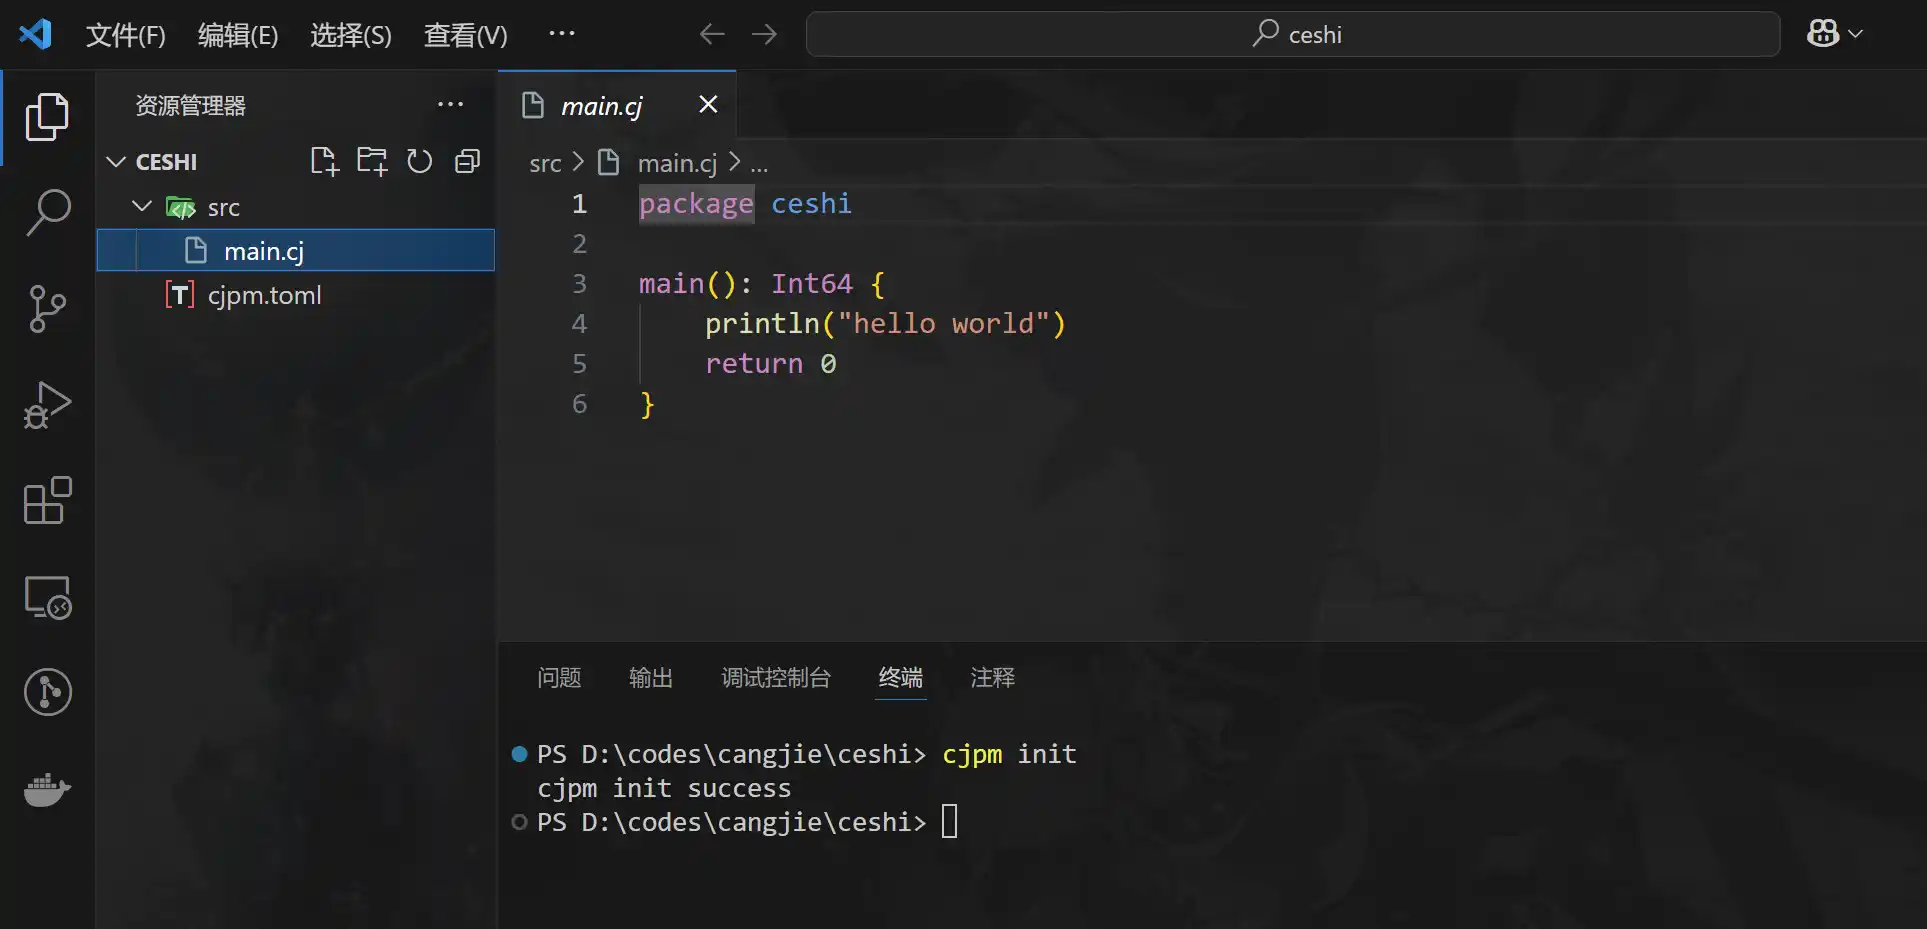 文件(F) 编辑(E) 选择(S) 查看(V) ··· ceshi
资源管理器 ···
CESHI
src
main.cj
cjpm.toml
main.cj
src > main.cj > ...
1 package ceshi
2
3 main(): Int64 {
4     println("hello world")
5     return 0
6 }
问题 输出 调试控制台 终端 注释
PS D:\codes\cangjie\ceshi> cjpm init
cjpm init success
PS D:\codes\cangjie\ceshi>